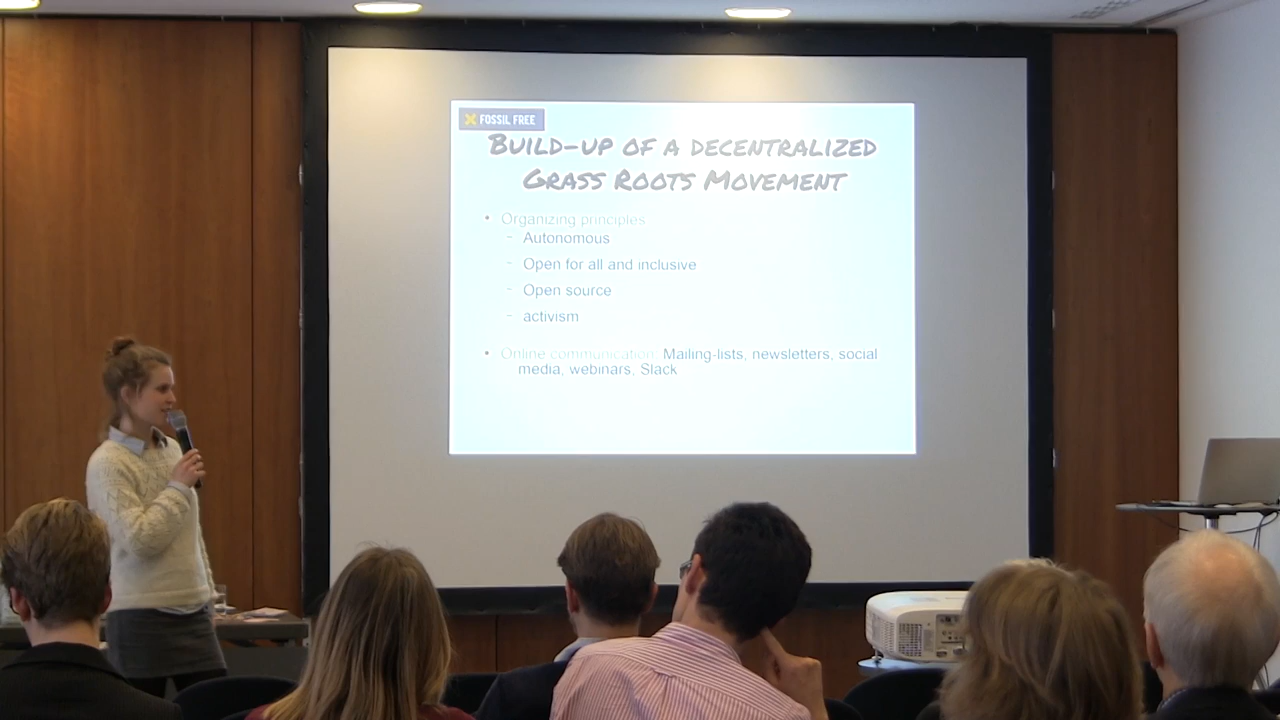 FOSSIL FREE
BUILD-UP OF A DECENTRALIZED
GRASS ROOTS MOVEMENT
• Organizing principles
– Autonomous
– Open for all and inclusive
– Open source
– activism
• Online communication: Mailing-lists, newsletters, social
media, webinars, Slack